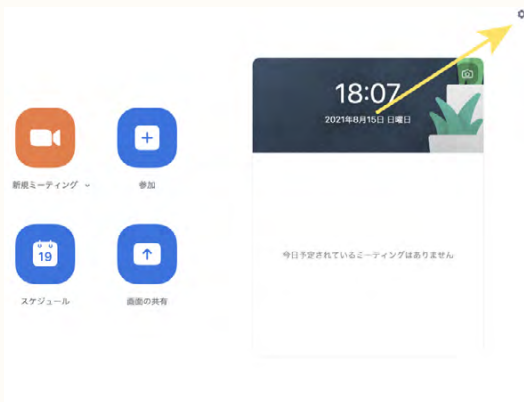 18:07
2021年8月15日 日曜日
新規ミーティング
参加
今日予定されているミーティングはありません
19
スケジュール
画面の共有